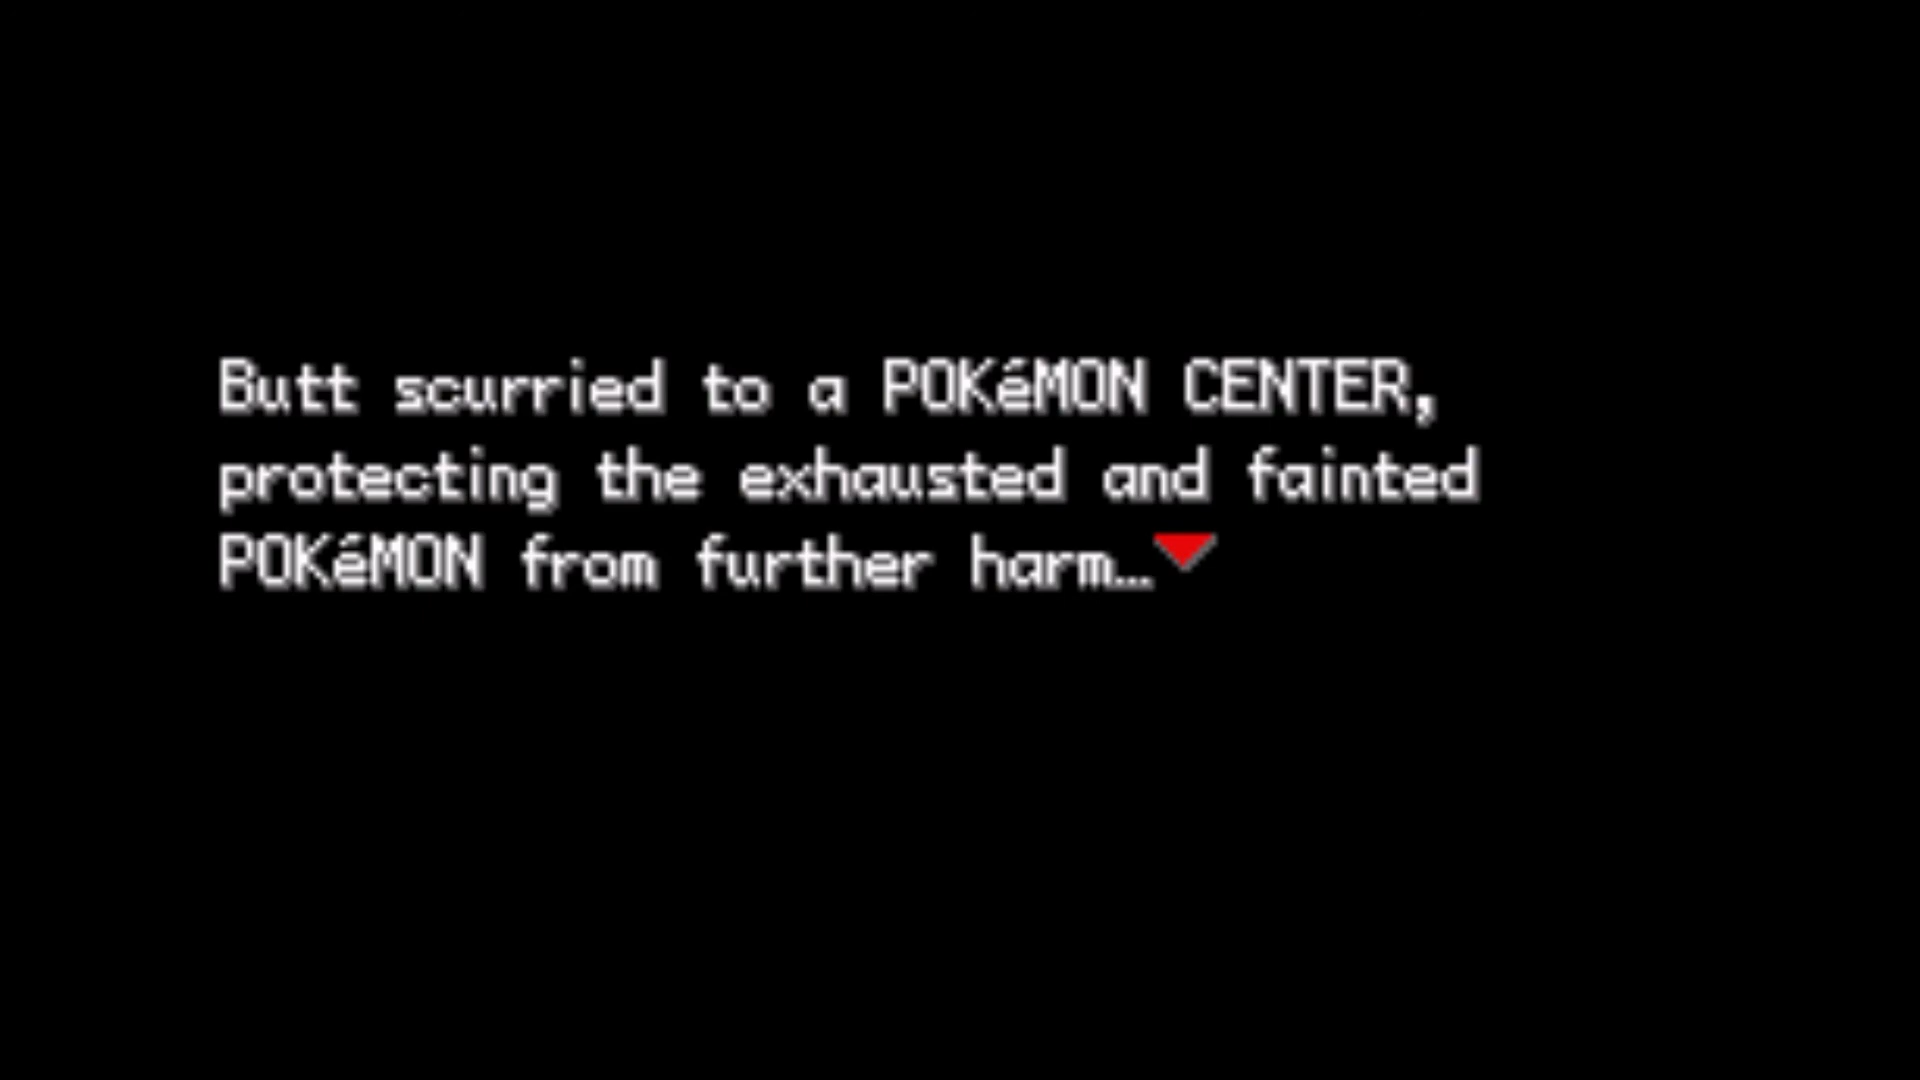 Butt scurried to a POKéMON CENTER,
protecting the exhausted and fainted
POKéMON from further harm…